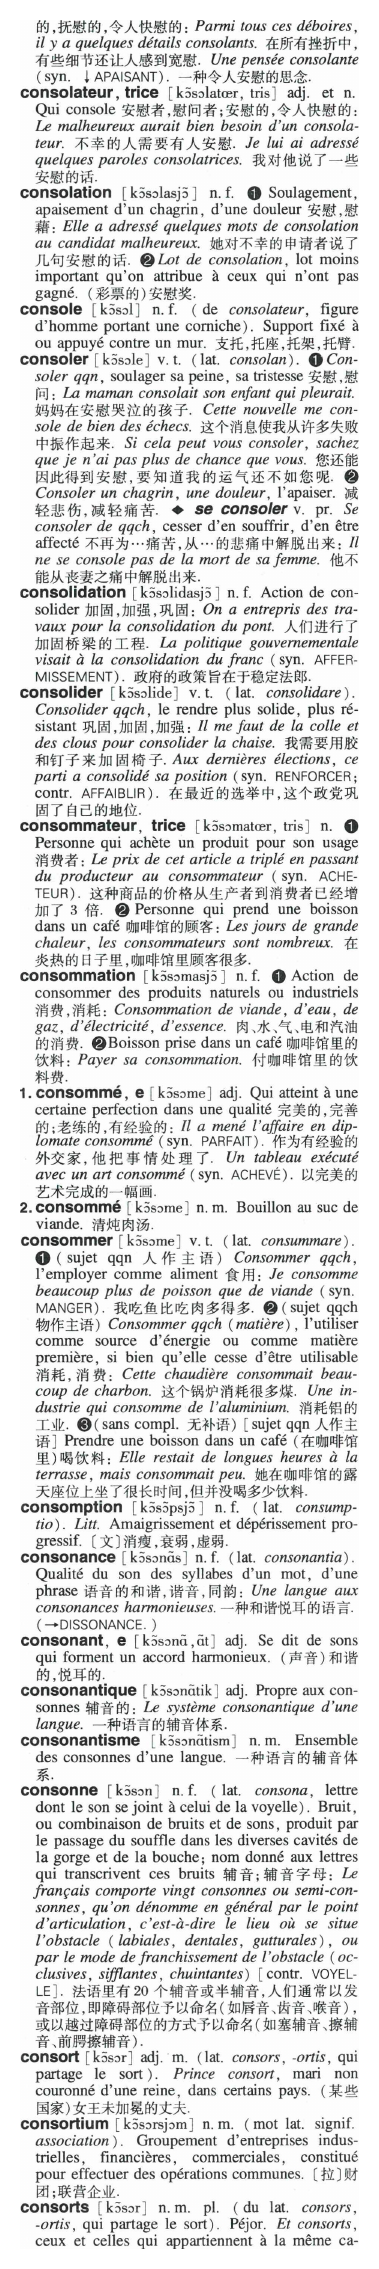 的,抚慰的,令人快慰的: Parmi tous ces déboires,
il y a quelques détails consolants. 在所有挫折中,
有些细节还让人感到宽慰. Une pensée consolante
(syn. ↓APAISANT). 一种令人安慰的思念.
consolateur, trice [kɔ̃sɔlatœr, tris] adj. et n.
Qui console 安慰者,慰问者;安慰的,令人快慰的:
Le malheureux aurait bien besoin d'un consola-
teur. 不幸的人需要有人安慰. Je lui ai adressé
quelques paroles consolatrices. 我对他说了一些
安慰的话.
consolation [kɔ̃sɔlasjɔ̃] n. f. ❶ Soulagement,
apaisement d'un chagrin, d'une douleur 安慰,慰
藉: Elle a adressé quelques mots de consolation
au candidat malheureux. 她对不幸的申请者说了
几句安慰的话. ❷ Lot de consolation, lot moins
important qu'on attribue à ceux qui n'ont pas
gagné. (彩票的)安慰奖.
console [kɔ̃sɔl] n. f. (de consolateur, figure
d'homme portant une corniche). Support fixé à
ou appuyé contre un mur. 支托,托座,托架,托臂.
consoler [kɔ̃sɔle] v. t. (lat. consolan). ❶ Con-
soler qqn, soulager sa peine, sa tristesse 安慰,慰
问: La maman consolait son enfant qui pleurait.
妈妈在安慰哭泣的孩子. Cette nouvelle me con-
sole de bien des échecs. 这个消息使我从许多失败
中振作起来. Si cela peut vous consoler, sachez
que je n'ai pas plus de chance que vous. 您还能
因此得到安慰,要知道我的运气还不如您呢. ❷
Consoler un chagrin, une douleur, l'apaiser. 减
轻悲伤,减轻痛苦. ◆ se consoler v. pr. Se
consoler de qqch, cesser d'en souffrir, d'en être
affecté 不再为…痛苦,从…的悲痛中解脱出来: Il
ne se console pas de la mort de sa femme. 他不
能从丧妻之痛中解脱出来.
consolidation [kɔ̃sɔlidasjɔ̃] n. f. Action de con-
solider 加固,加强,巩固: On a entrepris des tra-
vaux pour la consolidation du pont. 人们进行了
加固桥梁的工程. La politique gouvernementale
visait à la consolidation du franc (syn. AFFER-
MISSEMENT). 政府的政策旨在于稳定法郎.
consolider [kɔ̃sɔlide] v. t. (lat. consolidare).
Consolider qqch, le rendre plus solide, plus ré-
sistant 巩固,加固,加强: Il me faut de la colle et
des clous pour consolider la chaise. 我需要用胶
和钉子来加固椅子. Aux dernières élections, ce
parti a consolidé sa position (syn. RENFORCER;
contr. AFFAIBLIR). 在最近的选举中,这个政党巩
固了自己的地位.
consommateur, trice [kɔ̃sɔmatœr, tris] n. ❶
Personne qui achète un produit pour son usage
消费者: Le prix de cet article a triplé en passant
du producteur au consommateur (syn. ACHE-
TEUR). 这种商品的价格从生产者到消费者已经增
加了 3 倍. ❷ Personne qui prend une boisson
dans un café 咖啡馆的顾客: Les jours de grande
chaleur, les consommateurs sont nombreux. 在
炎热的日子里,咖啡馆里顾客很多.
consommation [kɔ̃sɔmasjɔ̃] n. f. ❶ Action de
consommer des produits naturels ou industriels
消费,消耗: Consommation de viande, d'eau, de
gaz, d'électricité, d'essence. 肉、水、气、电和汽油
的消费. ❷Boisson prise dans un café 咖啡馆里的
饮料: Payer sa consommation. 付咖啡馆里的饮
料费.
1. consommé, e [kɔ̃sɔme] adj. Qui atteint à une
certaine perfection dans une qualité 完美的,完善
的;老练的,有经验的: Il a mené l'affaire en dip-
lomate consommé (syn. PARFAIT). 作为有经验的
外交家,他把事情处理了. Un tableau exécuté
avec un art consommé (syn. ACHEVÉ). 以完美的
艺术完成的一幅画.
2. consommé [kɔ̃sɔme] n. m. Bouillon au suc de
viande. 清炖肉汤.
consommer [kɔ̃sɔme] v. t. (lat. consummare).
❶ (sujet qqn 人作主语) Consommer qqch,
l'employer comme aliment 食用: Je consomme
beaucoup plus de poisson que de viande (syn.
MANGER). 我吃鱼比吃肉多得多. ❷ (sujet qqch
物作主语) Consommer qqch (matière), l'utiliser
comme source d'énergie ou comme matière
première, si bien qu'elle cesse d'être utilisable
消耗,消费: Cette chaudière consommait beau-
coup de charbon. 这个锅炉消耗很多煤. Une in-
dustrie qui consomme de l'aluminium. 消耗铝的
工业. ❸(sans compl. 无补语) [sujet qqn 人作主
语] Prendre une boisson dans un café (在咖啡馆
里)喝饮料: Elle restait de longues heures à la
terrasse, mais consommait peu. 她在咖啡馆的露
天座位上坐了很长时间,但并没喝多少饮料.
consomption [kɔ̃sɔ̃psjɔ̃] n. f. (lat. consump-
tio). Litt. Amaigrissement et dépérissement pro-
gressif. [文]消瘦,衰弱,虚弱.
consonance [kɔ̃sɔnɑ̃s] n. f. (lat. consonantia).
Qualité du son des syllabes d'un mot, d'une
phrase 语音的和谐,谐音,同韵: Une langue aux
consonances harmonieuses. 一种和谐悦耳的语言.
(→DISSONANCE.)
consonant, e [kɔ̃sɔnɑ̃, ɑ̃t] adj. Se dit de sons
qui forment un accord harmonieux. (声音)和谐
的,悦耳的.
consonantique [kɔ̃sɔnɑ̃tik] adj. Propre aux con-
sonnes 辅音的: Le système consonantique d'une
langue. 一种语言的辅音体系.
consonantisme [kɔ̃sɔnɑ̃tism] n. m. Ensemble
des consonnes d'une langue. 一种语言的辅音体
系.
consonne [kɔ̃sɔn] n. f. (lat. consona, lettre
dont le son se joint à celui de la voyelle). Bruit,
ou combinaison de bruits et de sons, produit par
le passage du souffle dans les diverses cavités de
la gorge et de la bouche; nom donné aux lettres
qui transcrivent ces bruits 辅音;辅音字母: Le
français comporte vingt consonnes ou semi-con-
sonnes, qu'on dénomme en général par le point
d'articulation, c'est-à-dire le lieu où se situe
l'obstacle (labiales, dentales, gutturales), ou
par le mode de franchissement de l'obstacle (oc-
clusives, sifflantes, chuintantes) [contr. VOYEL-
LE]. 法语里有 20 个辅音或半辅音,人们通常以发
音部位,即障碍部位予以命名(如唇音、齿音、喉音),
或以越过障碍部位的方式予以命名(如塞辅音、擦辅
音、前腭擦辅音).
consort [kɔ̃sɔr] adj. m. (lat. consors, -ortis, qui
partage le sort). Prince consort, mari non
couronné d'une reine, dans certains pays. (某些
国家)女王未加冕的丈夫.
consortium [kɔ̃sɔrsjɔm] n. m. (mot lat. signif.
association). Groupement d'entreprises indus-
trielles, financières, commerciales, constitué
pour effectuer des opérations communes. [拉]财
团;联营企业.
consorts [kɔ̃sɔr] n. m. pl. (du lat. consors,
-ortis, qui partage le sort). Péjor. Et consorts,
ceux et celles qui appartiennent à la même ca-